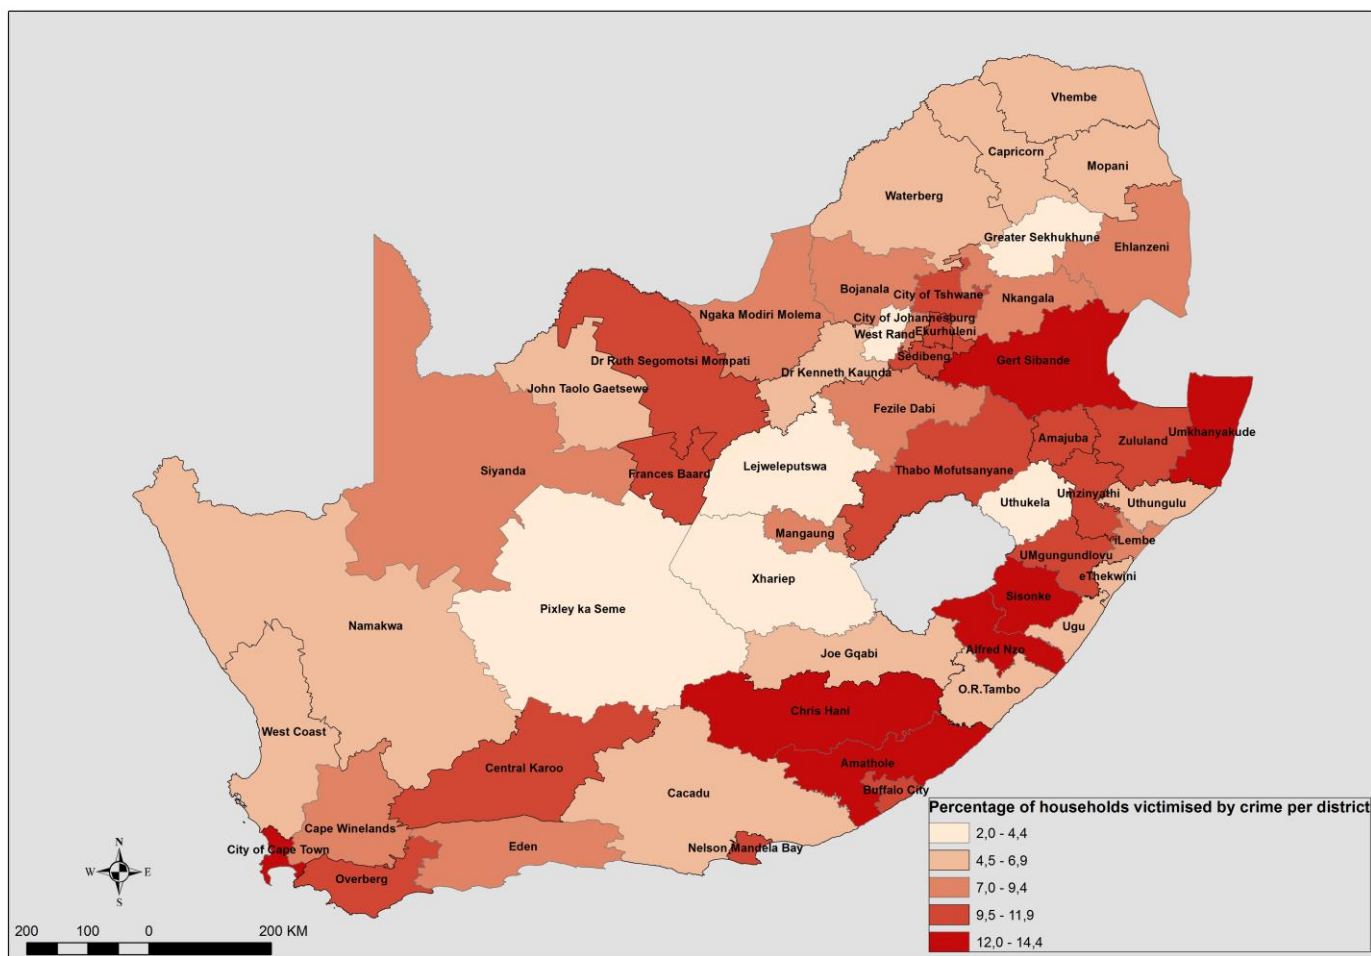 Vhembe
Capricorn
Mopani
Waterberg
Greater Sekhukhune
Ehlanzeni
Bojanala
City of Tshwane
Nkangala
Ngaka Modiri Molema
City of Johannesburg
West Rand
Ekurhuleni
Sedibeng
Gert Sibande
Dr Ruth Segomotsi Mompati
Dr Kenneth Kaunda
John Taolo Gaetsewe
Fezile Dabi
Umkhanyakude
Amajuba
Zululand
Siyanda
Frances Baard
Lejweleputswa
Thabo Mofutsanyane
Uthukela
Umzinyathi
Uthungulu
Mangaung
iLembe
UMgungundlovu
eThekwini
Xhariep
Sisonke
Pixley ka Seme
Namakwa
Ugu
Joe Gqabi
Alfred Nzo
O.R.Tambo
Chris Hani
West Coast
Amathole
Central Karoo
Buffalo City
Cacadu
Cape Winelands
City of Cape Town
Eden
Nelson Mandela Bay
Overberg
N
W
E
S
200 100 0 200 KM
Percentage of households victimised by crime per district
2,0 - 4,4
4,5 - 6,9
7,0 - 9,4
9,5 - 11,9
12,0 - 14,4